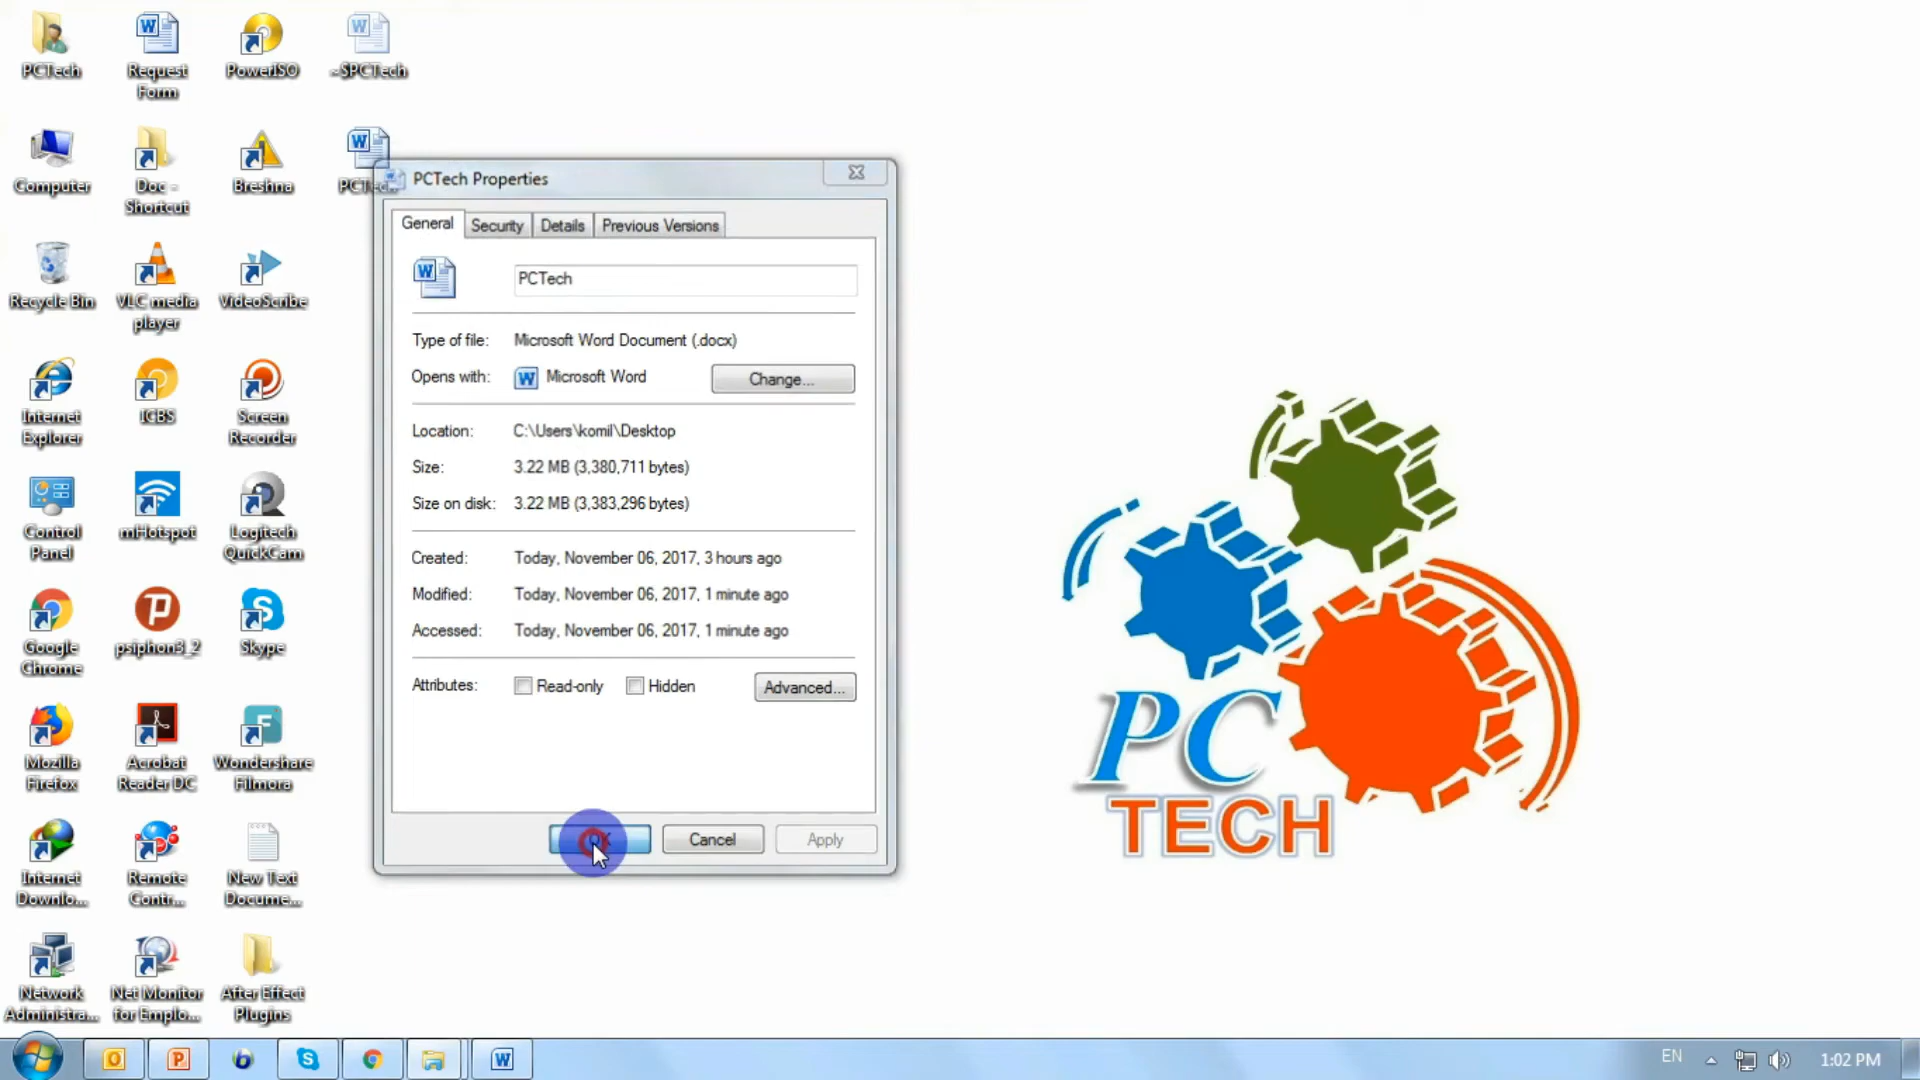 PCTech
Request
Form
PowerISO
~$PCTech
Computer
Doc -
Shortcut
Breshna
Recycle Bin
VLC media
player
VideoScribe
Internet
Explorer
ICBS
Screen
Recorder
Control
Panel
mHotspot
Logitech
QuickCam
Google
Chrome
psiphon3_2
Skype
Mozilla
Firefox
Acrobat
Reader DC
Wondershare
Filmora
Internet
Downlo...
Remote
Contr...
New Text
Docume...
Network
Administra...
Net Monitor
for Emplo...
After Effect
Plugins
PCTech Properties
General Security Details Previous Versions
PCTech
Type of file: Microsoft Word Document (.docx)
Opens with: Microsoft Word Change...
Location: C:\Users\komil\Desktop
Size: 3.22 MB (3,380,711 bytes)
Size on disk: 3.22 MB (3,383,296 bytes)
Created: Today, November 06, 2017, 3 hours ago
Modified: Today, November 06, 2017, 1 minute ago
Accessed: Today, November 06, 2017, 1 minute ago
Attributes: Read-only Hidden Advanced...
Cancel Apply
PC
TECH
EN 1:02 PM